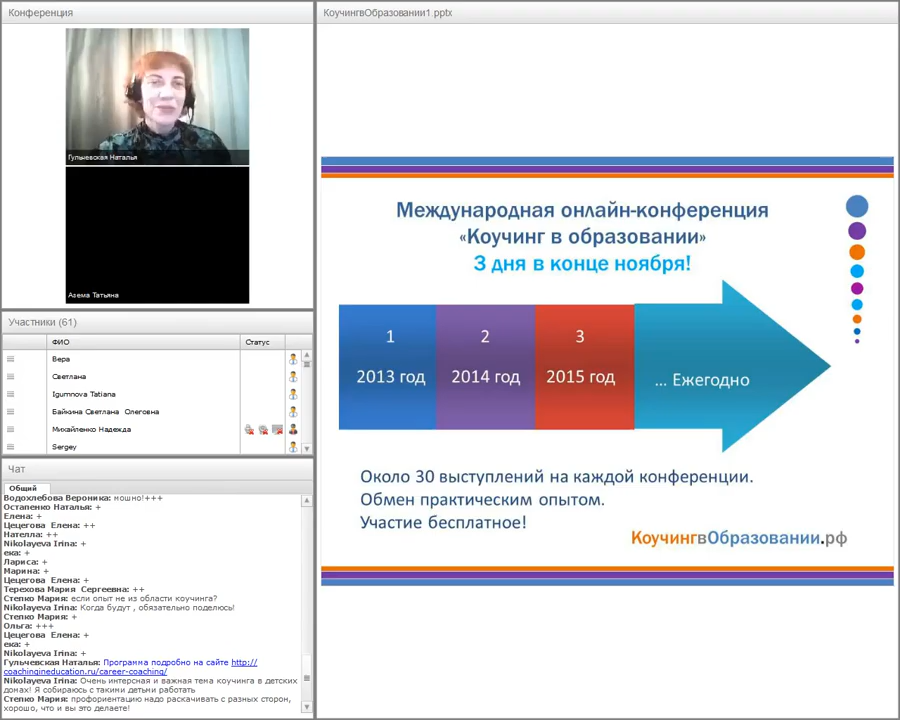 Конференция
Гульчевская Наталья
Азема Татьяна
Участники (61)
ФИО
Статус
Вера
Светлана
Igumnova Tatiana
Байкина Светлана Олеговна
Михайленко Надежда
Sergey
Чат
Общий
Водохлебова Вероника: мошно!+++
Остапенко Наталья: +
Елена: +
Цецегова Елена: ++
Нателла: ++
Nikolayeva Irina: +
ека: +
Лариса: +
Марина: +
Цецегова Елена: +
Терехова Мария Сергеевна: ++
Степко Мария: если опыт не из области коучинга?
Nikolayeva Irina: Когда будут , обязательно поделюсь!
Степко Мария: +
Ольга: +++
Цецегова Елена: +
ека: +
Nikolayeva Irina: +
Гульчевская Наталья: Программа подробно на сайте http://
coachingineducation.ru/career-coaching/
Nikolayeva Irina: Очень интерсная и важная тема коучинга в детских
домах! Я собираюсь с такими детьми работать
Степко Мария: профориентацию надо раскачивать с разных сторон,
хорошо, что и вы это делаете!
КоучингвОбразовании1.pptx
Международная онлайн-конференция
«Коучинг в образовании»
3 дня в конце ноября!
1
2013 год
2
2014 год
3
2015 год
... Ежегодно
Около 30 выступлений на каждой конференции.
Обмен практическим опытом.
Участие бесплатное!
КоучингвОбразовании.рф